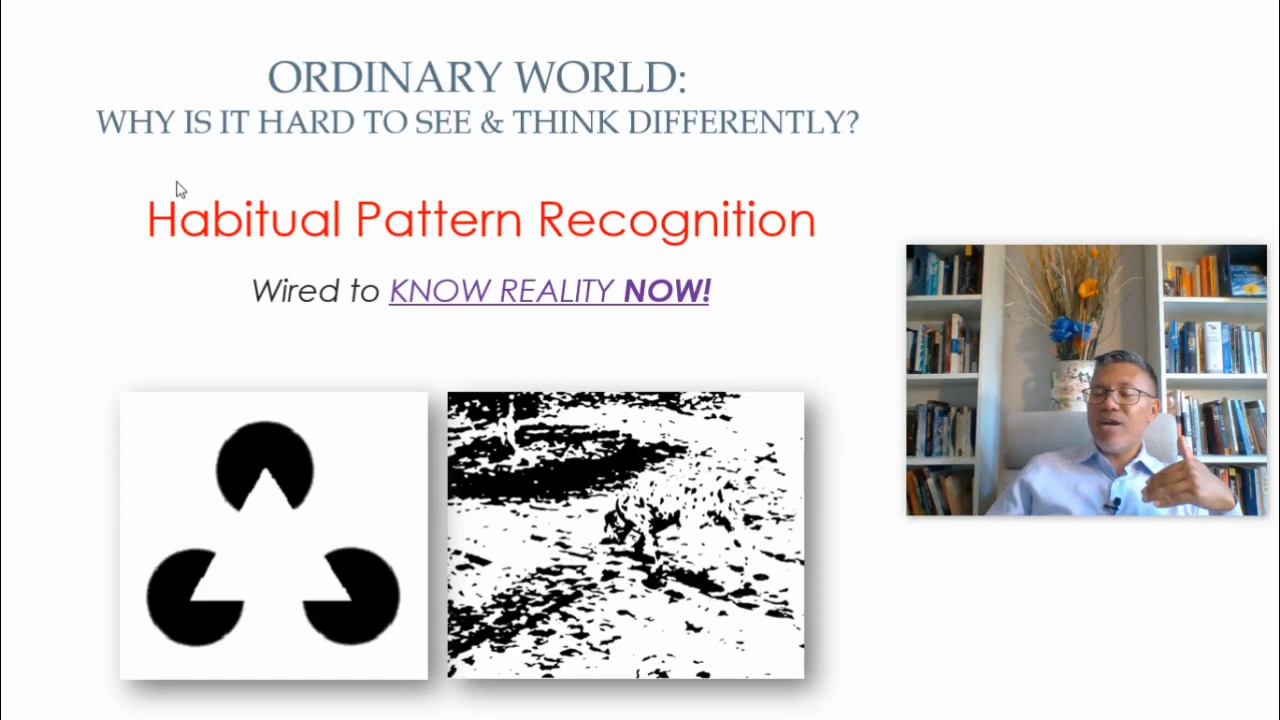 ORDINARY WORLD:
WHY IS IT HARD TO SEE & THINK DIFFERENTLY?
Habitual Pattern Recognition
Wired to KNOW REALITY NOW!